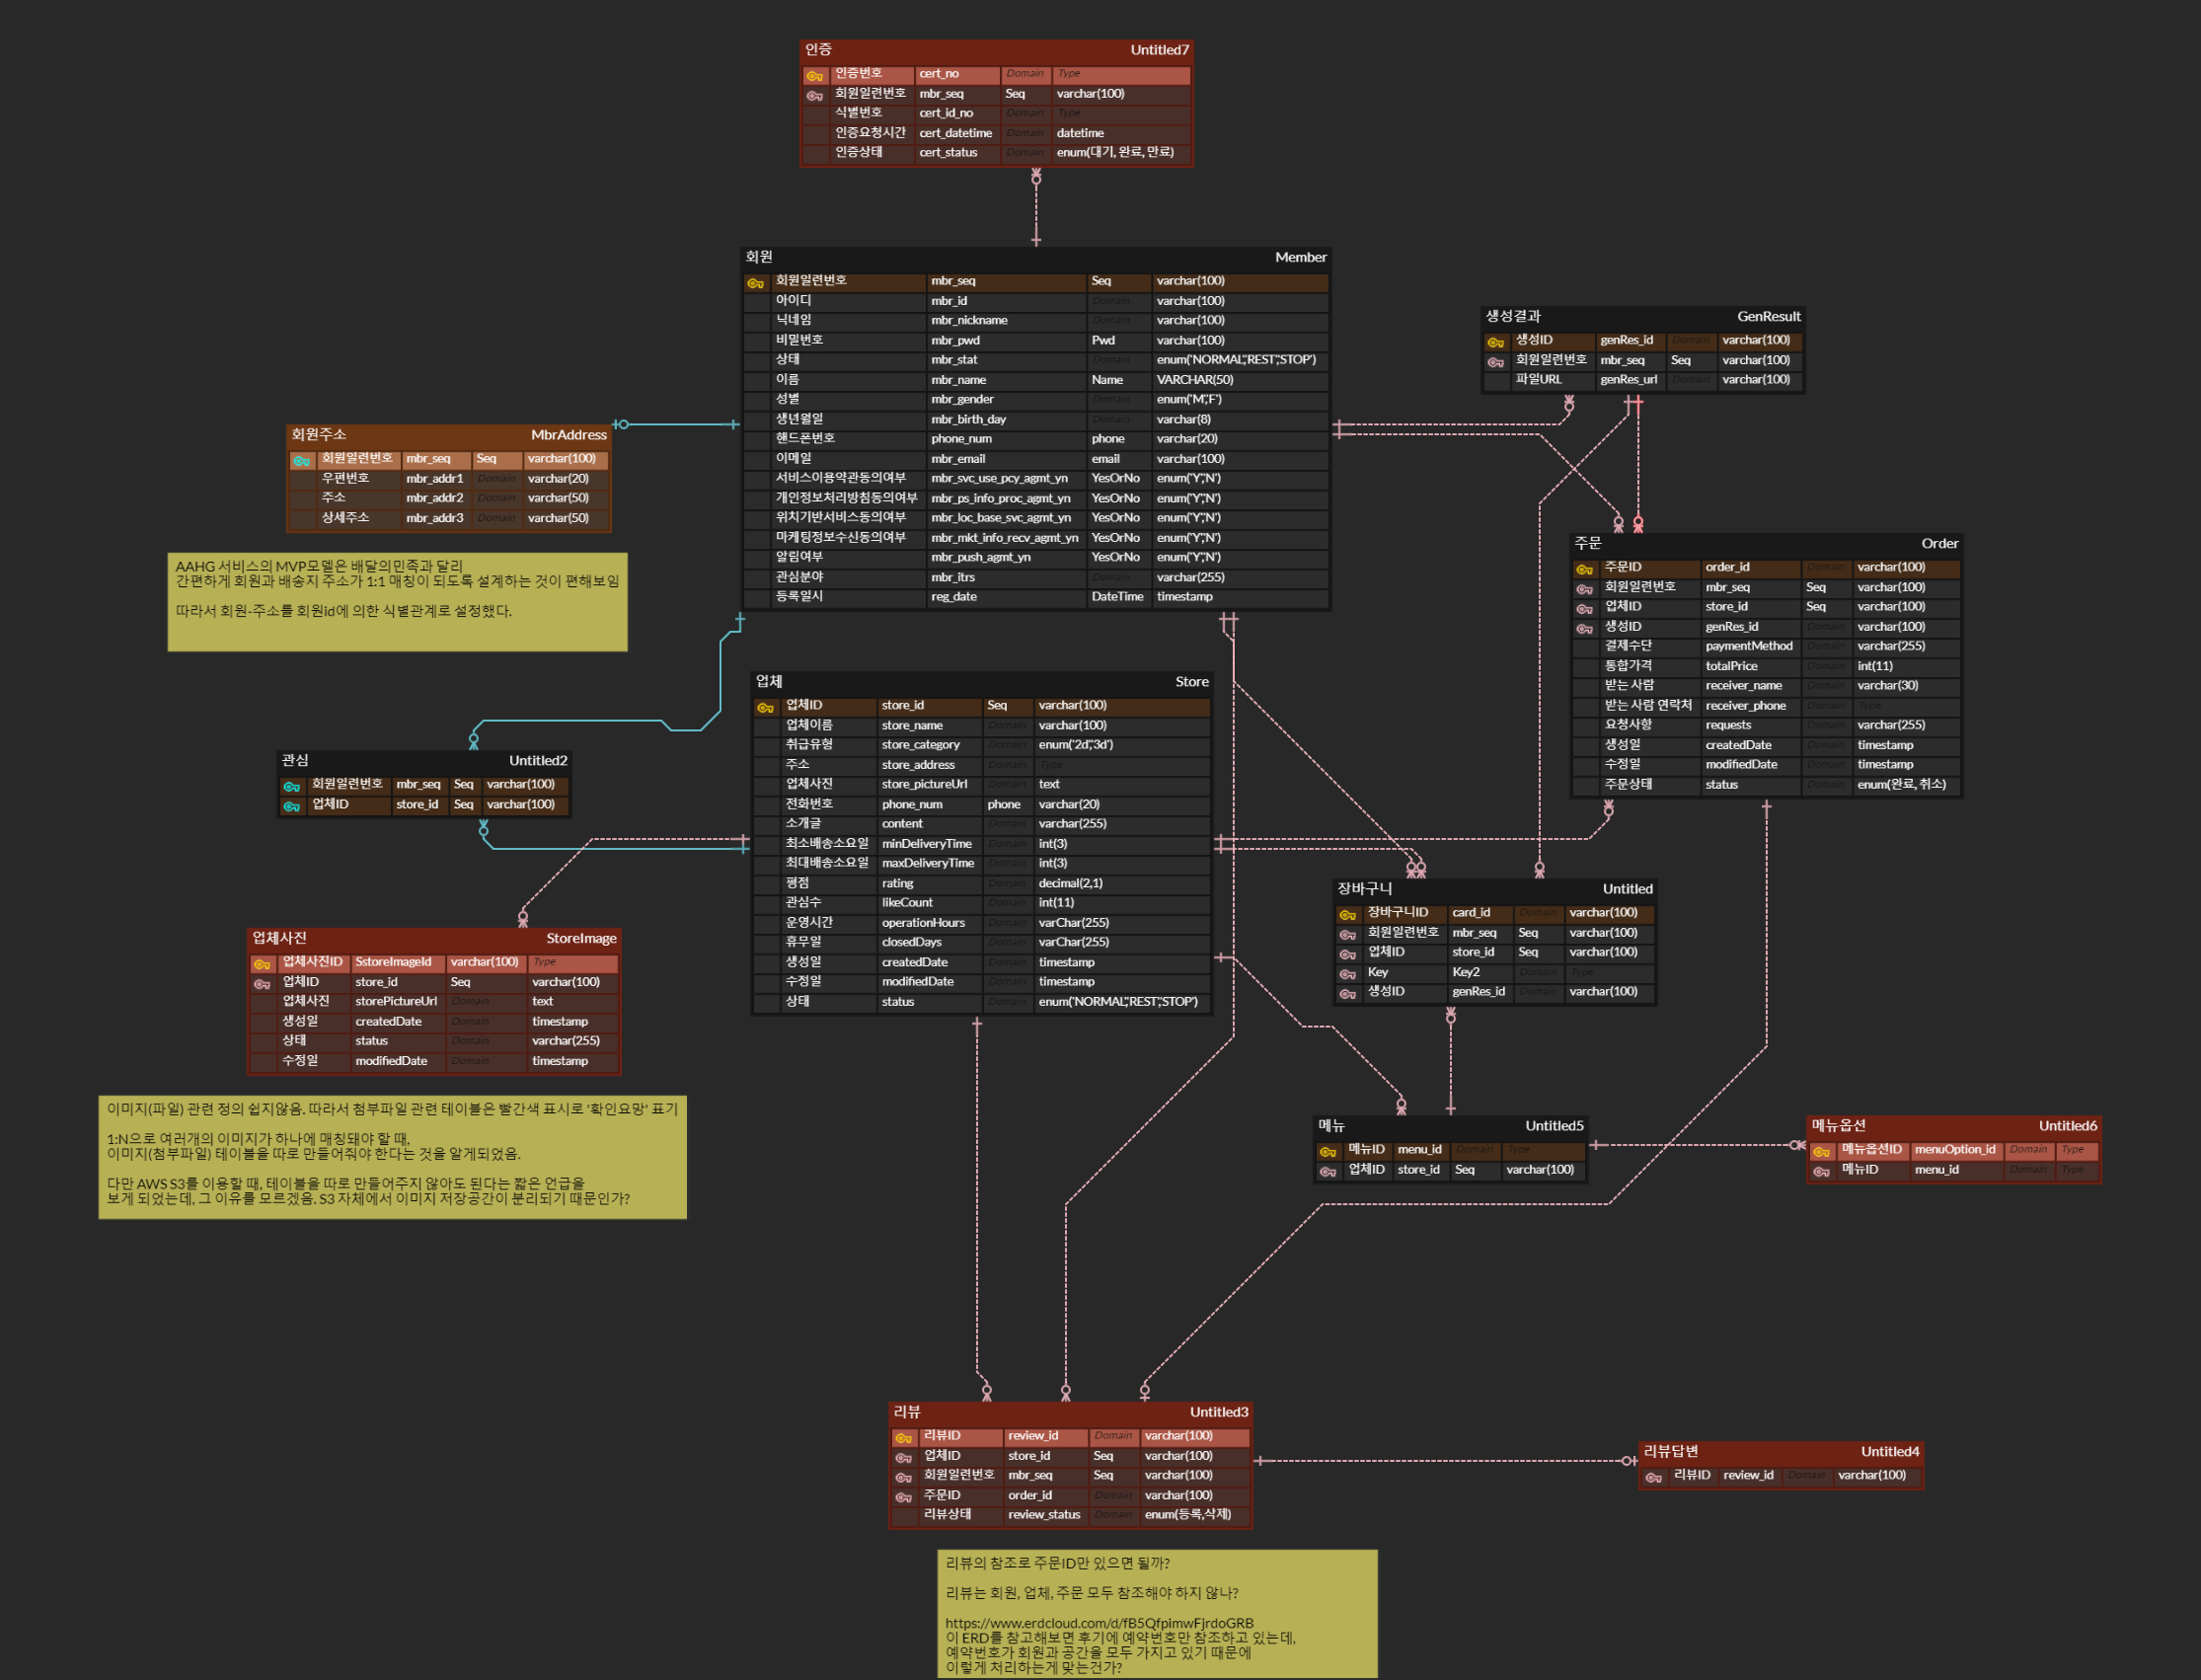 인증 Untitled7
인증번호 cert_no Domain Type
회원일련번호 mbr_seq Seq varchar(100)
식별번호 cert_id_no Domain Type
인증요청시간 cert_datetime Domain datetime
인증상태 cert_status Domain enum(대기, 완료, 만료)
회원 Member
회원일련번호 mbr_seq Seq varchar(100)
아이디 mbr_id Domain varchar(100)
닉네임 mbr_nickname Domain varchar(100)
비밀번호 mbr_pwd Pwd varchar(100)
상태 mbr_stat Domain enum('NORMAL','REST','STOP')
이름 mbr_name Name VARCHAR(50)
성별 mbr_gender Domain enum('M','F')
생년월일 mbr_birth_day Domain varchar(8)
핸드폰번호 phone_num phone varchar(20)
이메일 mbr_email email varchar(100)
서비스이용약관동의여부 mbr_svc_use_pcy_agmt_yn YesOrNo enum('Y','N')
개인정보처리방침동의여부 mbr_ps_info_proc_agmt_yn YesOrNo enum('Y','N')
위치기반서비스동의여부 mbr_loc_base_svc_agmt_yn YesOrNo enum('Y','N')
마케팅정보수신동의여부 mbr_mkt_info_recv_agmt_yn YesOrNo enum('Y','N')
알림여부 mbr_push_agmt_yn YesOrNo enum('Y','N')
관심분야 mbr_itrs Domain varchar(255)
등록일시 reg_date DateTime timestamp
생성결과 GenResult
생성ID genRes_id Domain varchar(100)
회원일련번호 mbr_seq Seq varchar(100)
파일URL genRes_url Domain varchar(100)
회원주소 MbrAddress
회원일련번호 mbr_seq Seq varchar(100)
우편번호 mbr_addr1 Domain varchar(20)
주소 mbr_addr2 Domain varchar(50)
상세주소 mbr_addr3 Domain varchar(50)
AAHG 서비스의 MVP모델은 배달의민족과 달리
간편하게 회원과 배송지 주소가 1:1 매칭이 되도록 설계하는 것이 편해보임
따라서 회원-주소를 회원id에 의한 식별관계로 설정했다.
주문 Order
주문ID order_id Domain varchar(100)
회원일련번호 mbr_seq Seq varchar(100)
업체ID store_id Seq varchar(100)
생성ID genRes_id Domain varchar(100)
결제수단 paymentMethod Domain varchar(255)
통합가격 totalPrice Domain int(11)
받는 사람 receiver_name Domain varchar(30)
받는 사람 연락처 receiver_phone Domain Type
요청사항 requests Domain varchar(255)
생성일 createdDate Domain timestamp
수정일 modifiedDate Domain timestamp
주문상태 status Domain enum(완료, 취소)
업체 Store
업체ID store_id Seq varchar(100)
업체이름 store_name Domain varchar(100)
취급유형 store_category Domain enum('2d','3d')
주소 store_address Domain Type
업체사진 store_pictureUrl Domain text
전화번호 phone_num phone varchar(20)
소개글 content Domain varchar(255)
최소배송소요일 minDeliveryTime Domain int(3)
최대배송소요일 maxDeliveryTime Domain int(3)
평점 rating Domain decimal(2,1)
관심수 likeCount Domain int(11)
운영시간 operationHours Domain varChar(255)
휴무일 closedDays Domain varChar(255)
생성일 createdDate Domain timestamp
수정일 modifiedDate Domain timestamp
상태 status Domain enum('NORMAL','REST','STOP')
관심 Untitled2
회원일련번호 mbr_seq Seq varchar(100)
업체ID store_id Seq varchar(100)
장바구니 Untitled
장바구니ID card_id Domain varchar(100)
회원일련번호 mbr_seq Seq varchar(100)
업체ID store_id Seq varchar(100)
Key Key2 Domain Type
생성ID genRes_id Domain varchar(100)
업체사진 StoreImage
업체사진ID SstoreImageId varchar(100) Type
업체ID store_id Seq varchar(100)
업체사진 storePictureUrl Domain text
생성일 createdDate Domain timestamp
상태 status Domain varchar(255)
수정일 modifiedDate Domain timestamp
이미지(파일) 관련 정의 쉽지않음. 따라서 첨부파일 관련 테이블은 빨간색 표시로 '확인요망' 표기
1:N으로 여러개의 이미지가 하나에 매칭돼야 할 때,
이미지(첨부파일) 테이블을 따로 만들어줘야 한다는 것을 알게되었음.
다만 AWS S3를 이용할 때, 테이블을 따로 만들어주지 않아도 된다는 짧은 언급을
보게 되었는데, 그 이유를 모르겠음. S3 자체에서 이미지 저장공간이 분리되기 때문인가?
메뉴 Untitled5
메뉴ID menu_id Domain Type
업체ID store_id Seq varchar(100)
메뉴옵션 Untitled6
메뉴옵션ID menuOption_id Domain Type
메뉴ID menu_id Domain Type
리뷰 Untitled3
리뷰ID review_id Domain varchar(100)
업체ID store_id Seq varchar(100)
회원일련번호 mbr_seq Seq varchar(100)
주문ID order_id Domain varchar(100)
리뷰상태 review_status Domain enum(등록,삭제)
리뷰답변 Untitled4
리뷰ID review_id Domain varchar(100)
리뷰의 참조로 주문ID만 있으면 될까?
리뷰는 회원, 업체, 주문 모두 참조해야 하지 않나?
https://www.erdcloud.com/d/fB5QfpimwFjrdoGRB
이 ERD를 참고해보면 후기에 예약번호만 참조하고 있는데,
예약번호가 회원과 공간을 모두 가지고 있기 때문에
이렇게 처리하는게 맞는건가?